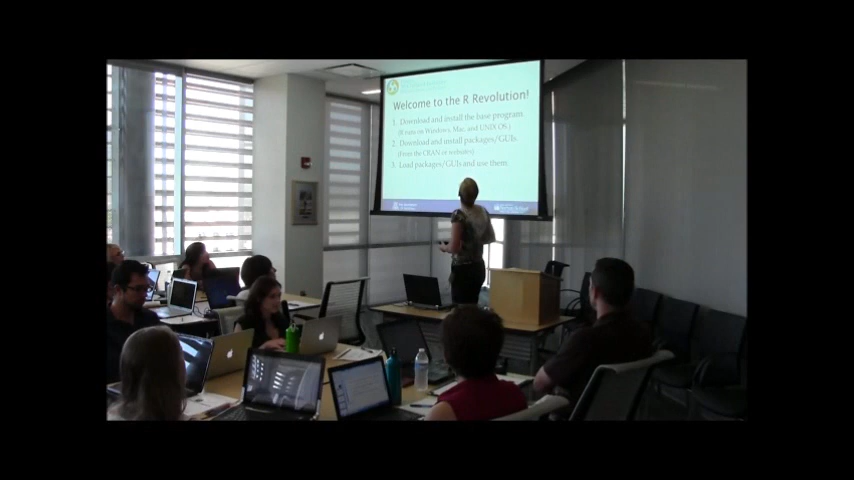 Welcome to the R Revolution!
1. Download and install the base program.
(R runs on Windows, Mac, and UNIX OS.)
2. Download and install packages/GUIs.
(From the CRAN or websites)
3. Load packages/GUIs and use them.